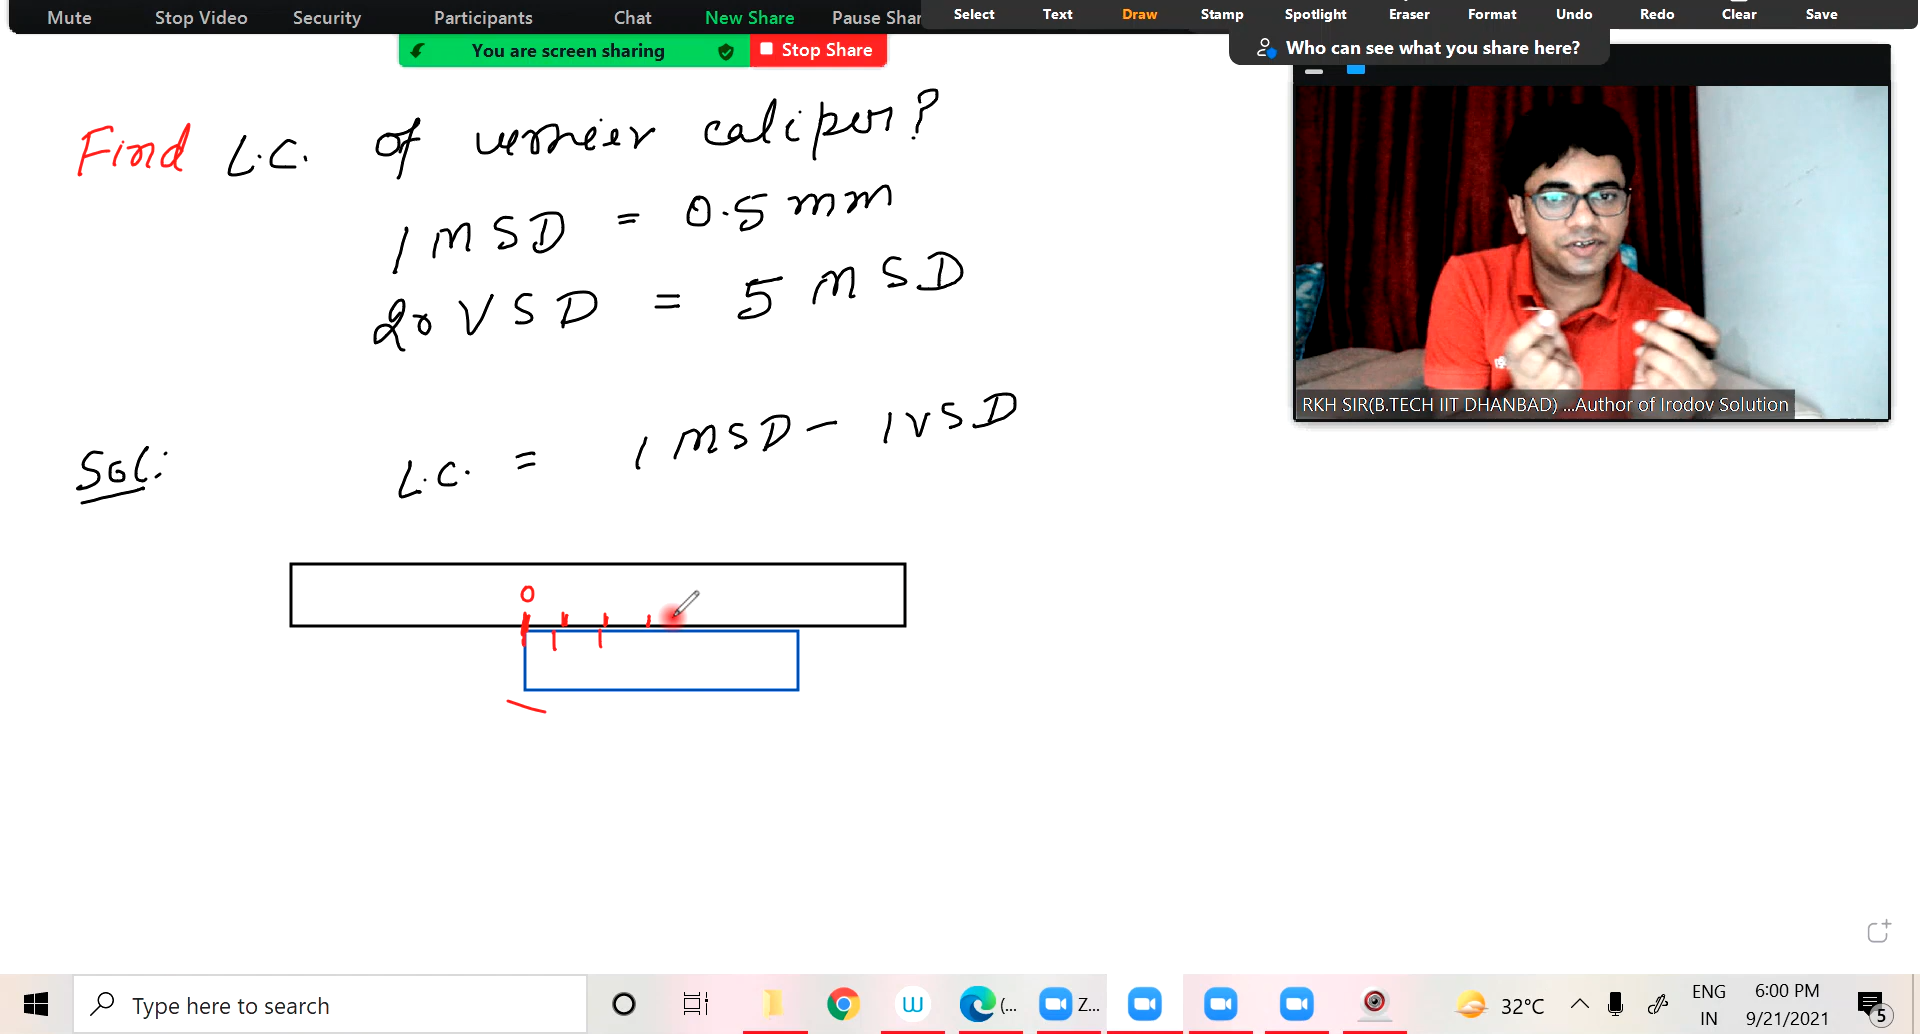 Mute Stop Video Security Participants Chat New Share Pause Shar Select Text Draw Stamp Spotlight Eraser Format Undo Redo Clear Save
You are screen sharing Stop Share Who can see what you share here?
Find L.C. of vernier caliper?
1 MSD = 0.5 mm
20 VSD = 5 MSD
Sol: L.C. = 1 MSD - 1 VSD
0
RKH SIR(B.TECH IIT DHANBAD) ...Author of Irodov Solution
Type here to search (... Z... 32°C ENG 6:00 PM
IN 9/21/2021 5